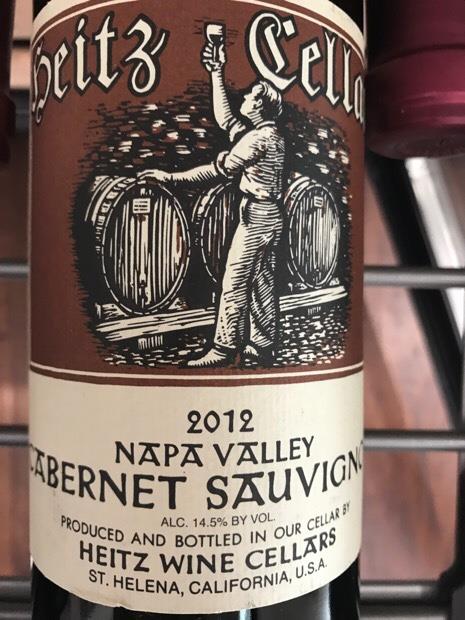 Heitz Cella
2012
NAPA VALLEY
CABERNET SAUVIGNO
ALC. 14.5% BY VOL.
PRODUCED AND BOTTLED IN OUR CELLAR BY
HEITZ WINE CELLARS
ST. HELENA, CALIFORNIA, U.S.A.